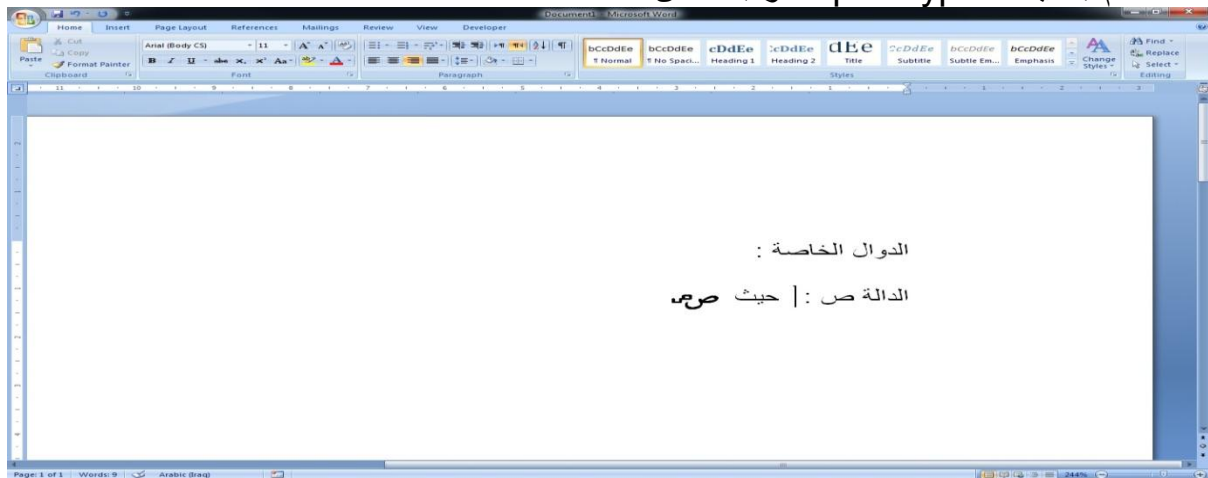 Document1 - Microsoft Word
Home Insert Page Layout References Mailings Review View Developer
Cut
Copy
Paste
Format Painter
Clipboard
Arial (Body CS) 11
Font
Paragraph
bCcDdEe bCcDdEe cDdEe cDdEe dEe CcDdEe bCcDdEe bCcDdEe
¶ Normal ¶ No Spaci... Heading 1 Heading 2 Title Subtitle Subtle Em... Emphasis
Change Styles
Styles
Find
Replace
Select
Editing
الدوال الخاصة :
الدالة ص : حيث
Page: 1 of 1 Words: 9 Arabic (Iraq) 244%